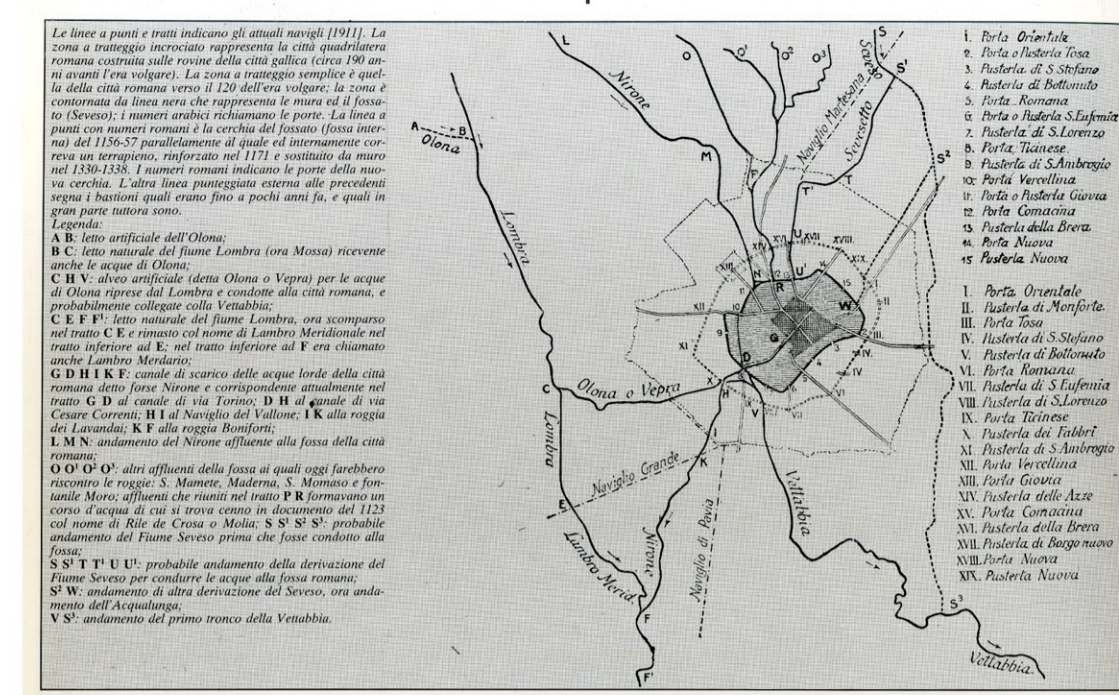 Le linee a punti e tratti indicano gli attuali navigli [1911]. La
zona a tratteggio incrociato rappresenta la città quadrilatera
romana costruita sulle rovine della città gallica (circa 190 an-
ni avanti l'era volgare). La zona a tratteggio semplice è quel-
la della città romana verso il 120 dell'era volgare; la zona è
contornata da linea nera che rappresenta le mura ed il fossa-
to (Seveso); i numeri arabici richiamano le porte. La linea a
punti con numeri romani è la cerchia del fossato (fossa inter-
na) del 1156-57 parallelamente al quale ed internamente cor-
reva un terrapieno, rinforzato nel 1171 e sostituito da muro
nel 1330-1338. I numeri romani indicano le porte della nuo-
va cerchia. L'altra linea punteggiata esterna alle precedenti
segna i bastioni quali erano fino a pochi anni fa, e quali in
gran parte tuttora sono.
Legenda:
A B: letto artificiale dell'Olona;
B C: letto naturale del fiume Lombra (ora Mossa) ricevente
anche le acque di Olona;
C H V: alveo artificiale (detta Olona o Vepra) per le acque
di Olona riprese dal Lombra e condotte alla città romana, e
probabilmente collegate colla Vettabbia;
C E F F¹: letto naturale del fiume Lombra, ora scomparso
nel tratto C E e rimasto col nome di Lambro Meridionale nel
tratto inferiore ad E; nel tratto inferiore ad F era chiamato
anche Lambro Merdario;
G D H I K F: canale di scarico delle acque lorde della città
romana detto forse Nirone e corrispondente attualmente nel
tratto G D al canale di via Torino; D H al canale di via
Cesare Correnti; H I al Naviglio del Vallone; I K alla roggia
dei Lavandai; K F alla roggia Boniforti;
L M N: andamento del Nirone affluente alla fossa della città
romana;
O O¹ O² O³: altri affluenti della fossa ai quali oggi farebbero
riscontro le roggie: S. Mamete, Maderna, S. Momaso e fon-
tanile Moro; affluenti che riuniti nel tratto P R formavano un
corso d'acqua di cui si trova cenno in documento del 1123
col nome di Rile de Crosa o Molia; S S¹ S² S³: probabile
andamento del Fiume Seveso prima che fosse condotto alla
fossa;
S S¹ T T¹ U U¹: probabile andamento della derivazione del
Fiume Seveso per condurre le acque alla fossa romana;
S² W: andamento di altra derivazione del Seveso, ora anda-
mento dell'Acqualunga;
V S³: andamento del primo tronco della Vettabbia.
L
O
O¹
O²
O³
S
S¹
Seveso
Nirone
Naviglio Martesana
Sevesetto
A
B
Olona
M
P
T
T¹
S²
Lombra
U
XVI
XVII
XVIII
XIX
XIV
XIII
XII
XI
X
N
R
U¹
W
G
D
H
V
I
II
III
IV
C
Olona o Vepra
Lombra
I
K
Naviglio Grande
E
Lambro Merid.
Nirone
Naviglio di Pavia
Vettabbia
F
F¹
S³
Vettabbia
1. Porta Orientale
2. Porta o Pusterla Tosa
3. Pusterla di S. Stefano
4. Pusterla di Bottonuto
5. Porta Romana
6. Porta o Pusterla S. Eufemia
7. Pusterla di S. Lorenzo
8. Porta Ticinese
9. Pusterla di S. Ambrogio
10. Porta Vercellina
11. Porta o Pusterla Giovia
12. Porta Comacina
13. Pusterla della Brera
14. Porta Nuova
15 Pusterla Nuova
I. Porta Orientale
II. Pusterla di Monforte.
III. Porta Tosa
IV. Pusterla di S. Stefano
V. Pusterla di Bottonuto
VI. Porta Romana
VII. Pusterla di S. Eufemia
VIII. Pusterla di S. Lorenzo
IX. Porta Ticinese
X. Pusterla dei Fabbri
XI. Pusterla di S. Ambrogio
XII. Porta Vercellina
XIII. Porta Giovia
XIV. Pusterla delle Azze
XV. Porta Comacina
XVI. Pusterla della Brera
XVII. Pusterla di Borgo nuovo
XVIII. Porta Nuova
XIX. Pusterla Nuova